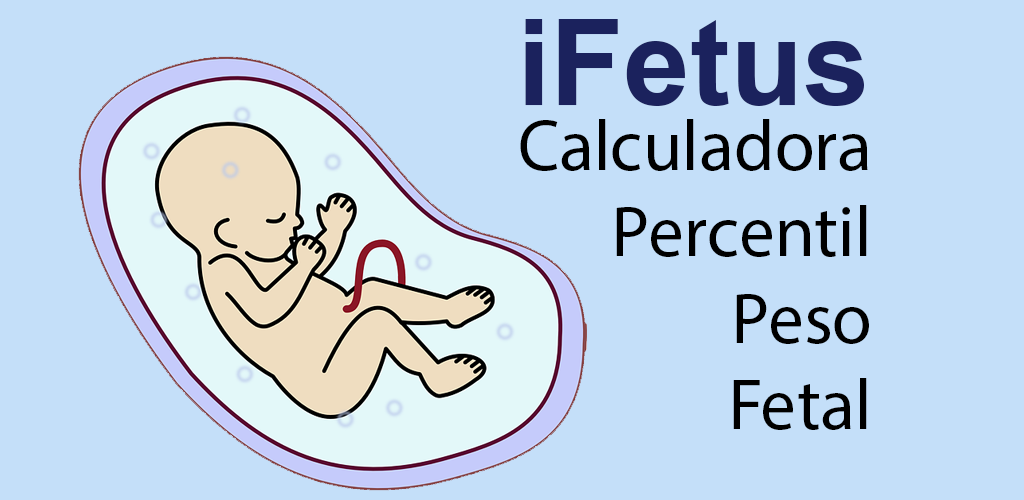 iFetus
Calculadora
Percentil
Peso
Fetal